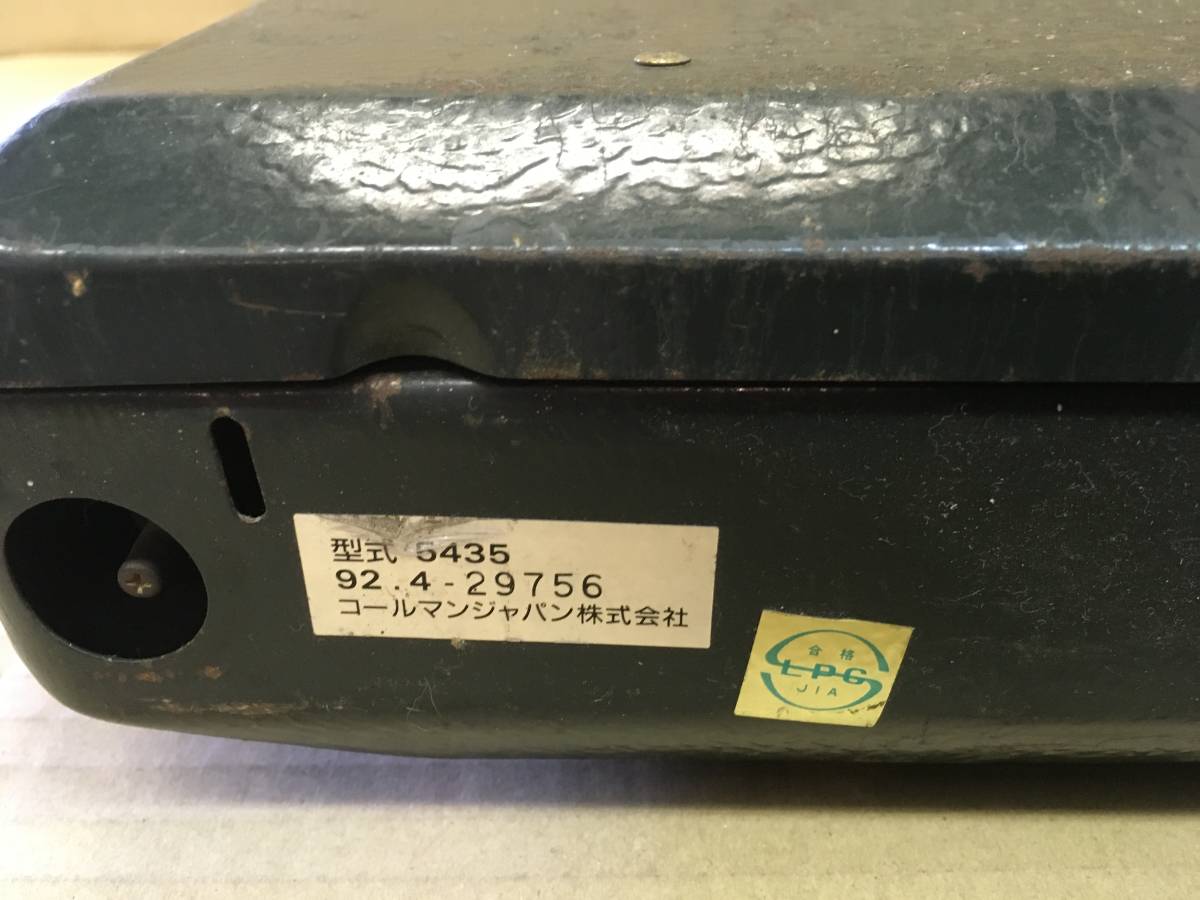 型式 5435
92.4-29756
コールマンジャパン株式会社
合格
LPG
JIA